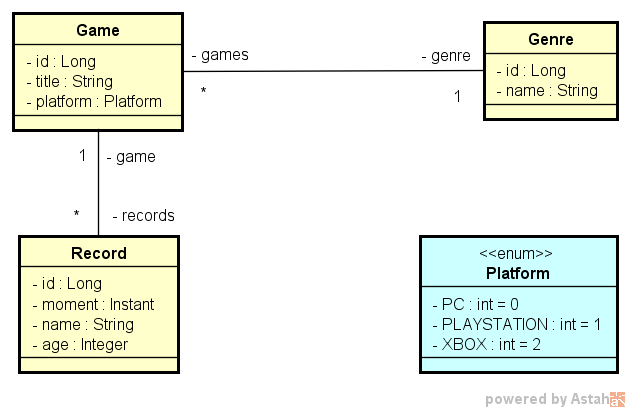 Game
- id : Long
- title : String
- platform : Platform
- games
*
- genre
1
Genre
- id : Long
- name : String
1
- game
*
- records
Record
- id : Long
- moment : Instant
- name : String
- age : Integer
<<enum>>
Platform
- PC : int = 0
- PLAYSTATION : int = 1
- XBOX : int = 2
powered by Astah